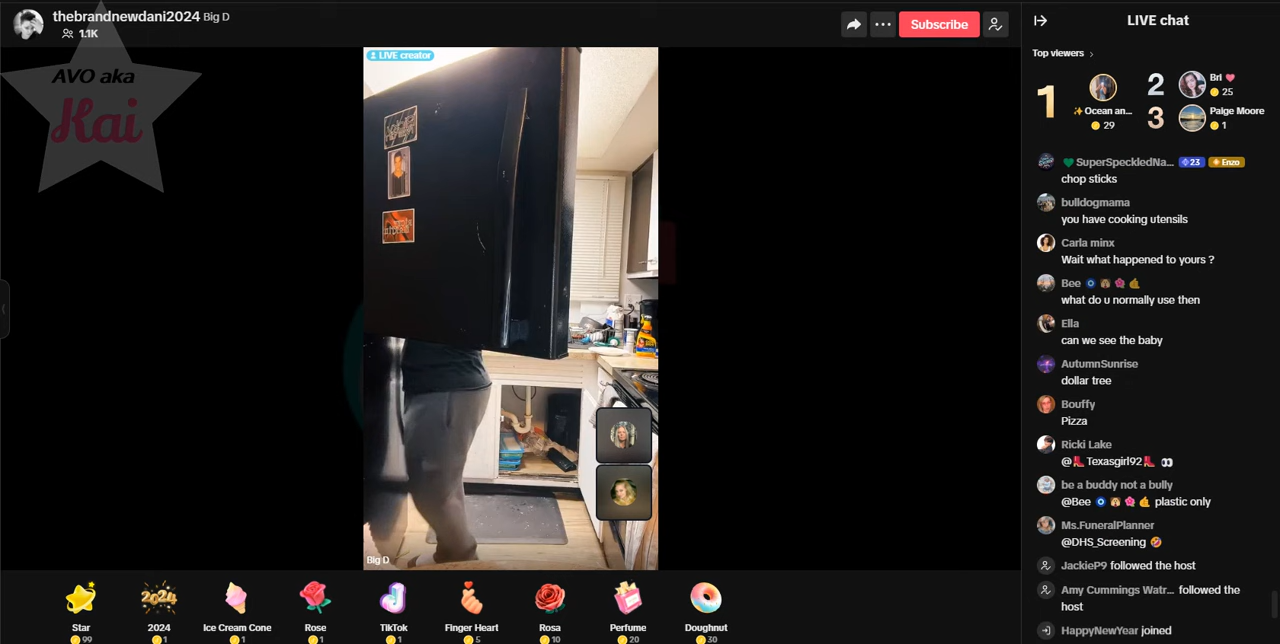 thebrandnewdani2024 Big D
1.1K
Subscribe
AVO aka
Kai
LIVE creator
Big D
Star
99
2024
2024
1
Ice Cream Cone
1
Rose
1
TikTok
1
Finger Heart
5
Rosa
10
Perfume
20
Doughnut
30
LIVE chat
Top viewers
1
✨ Ocean an...
29
2
Bri 🩷
25
3
Paige Moore
1
💚 SuperSpeckledNa... 23 Enzo
chop sticks
bulldogmama
you have cooking utensils
Carla minx
Wait what happened to yours ?
Bee 🧿 🙈 🌺 🤙
what do u normally use then
Ella
can we see the baby
AutumnSunrise
dollar tree
Bouffy
Pizza
Ricki Lake
@👢Texasgirl92👢 👀
be a buddy not a bully
@Bee 🧿 🙈 🌺 🤙 plastic only
Ms.FuneralPlanner
@DHS_Screening 🤣
JackieP9 followed the host
Amy Cummings Watr... followed the
host
HappyNewYear joined